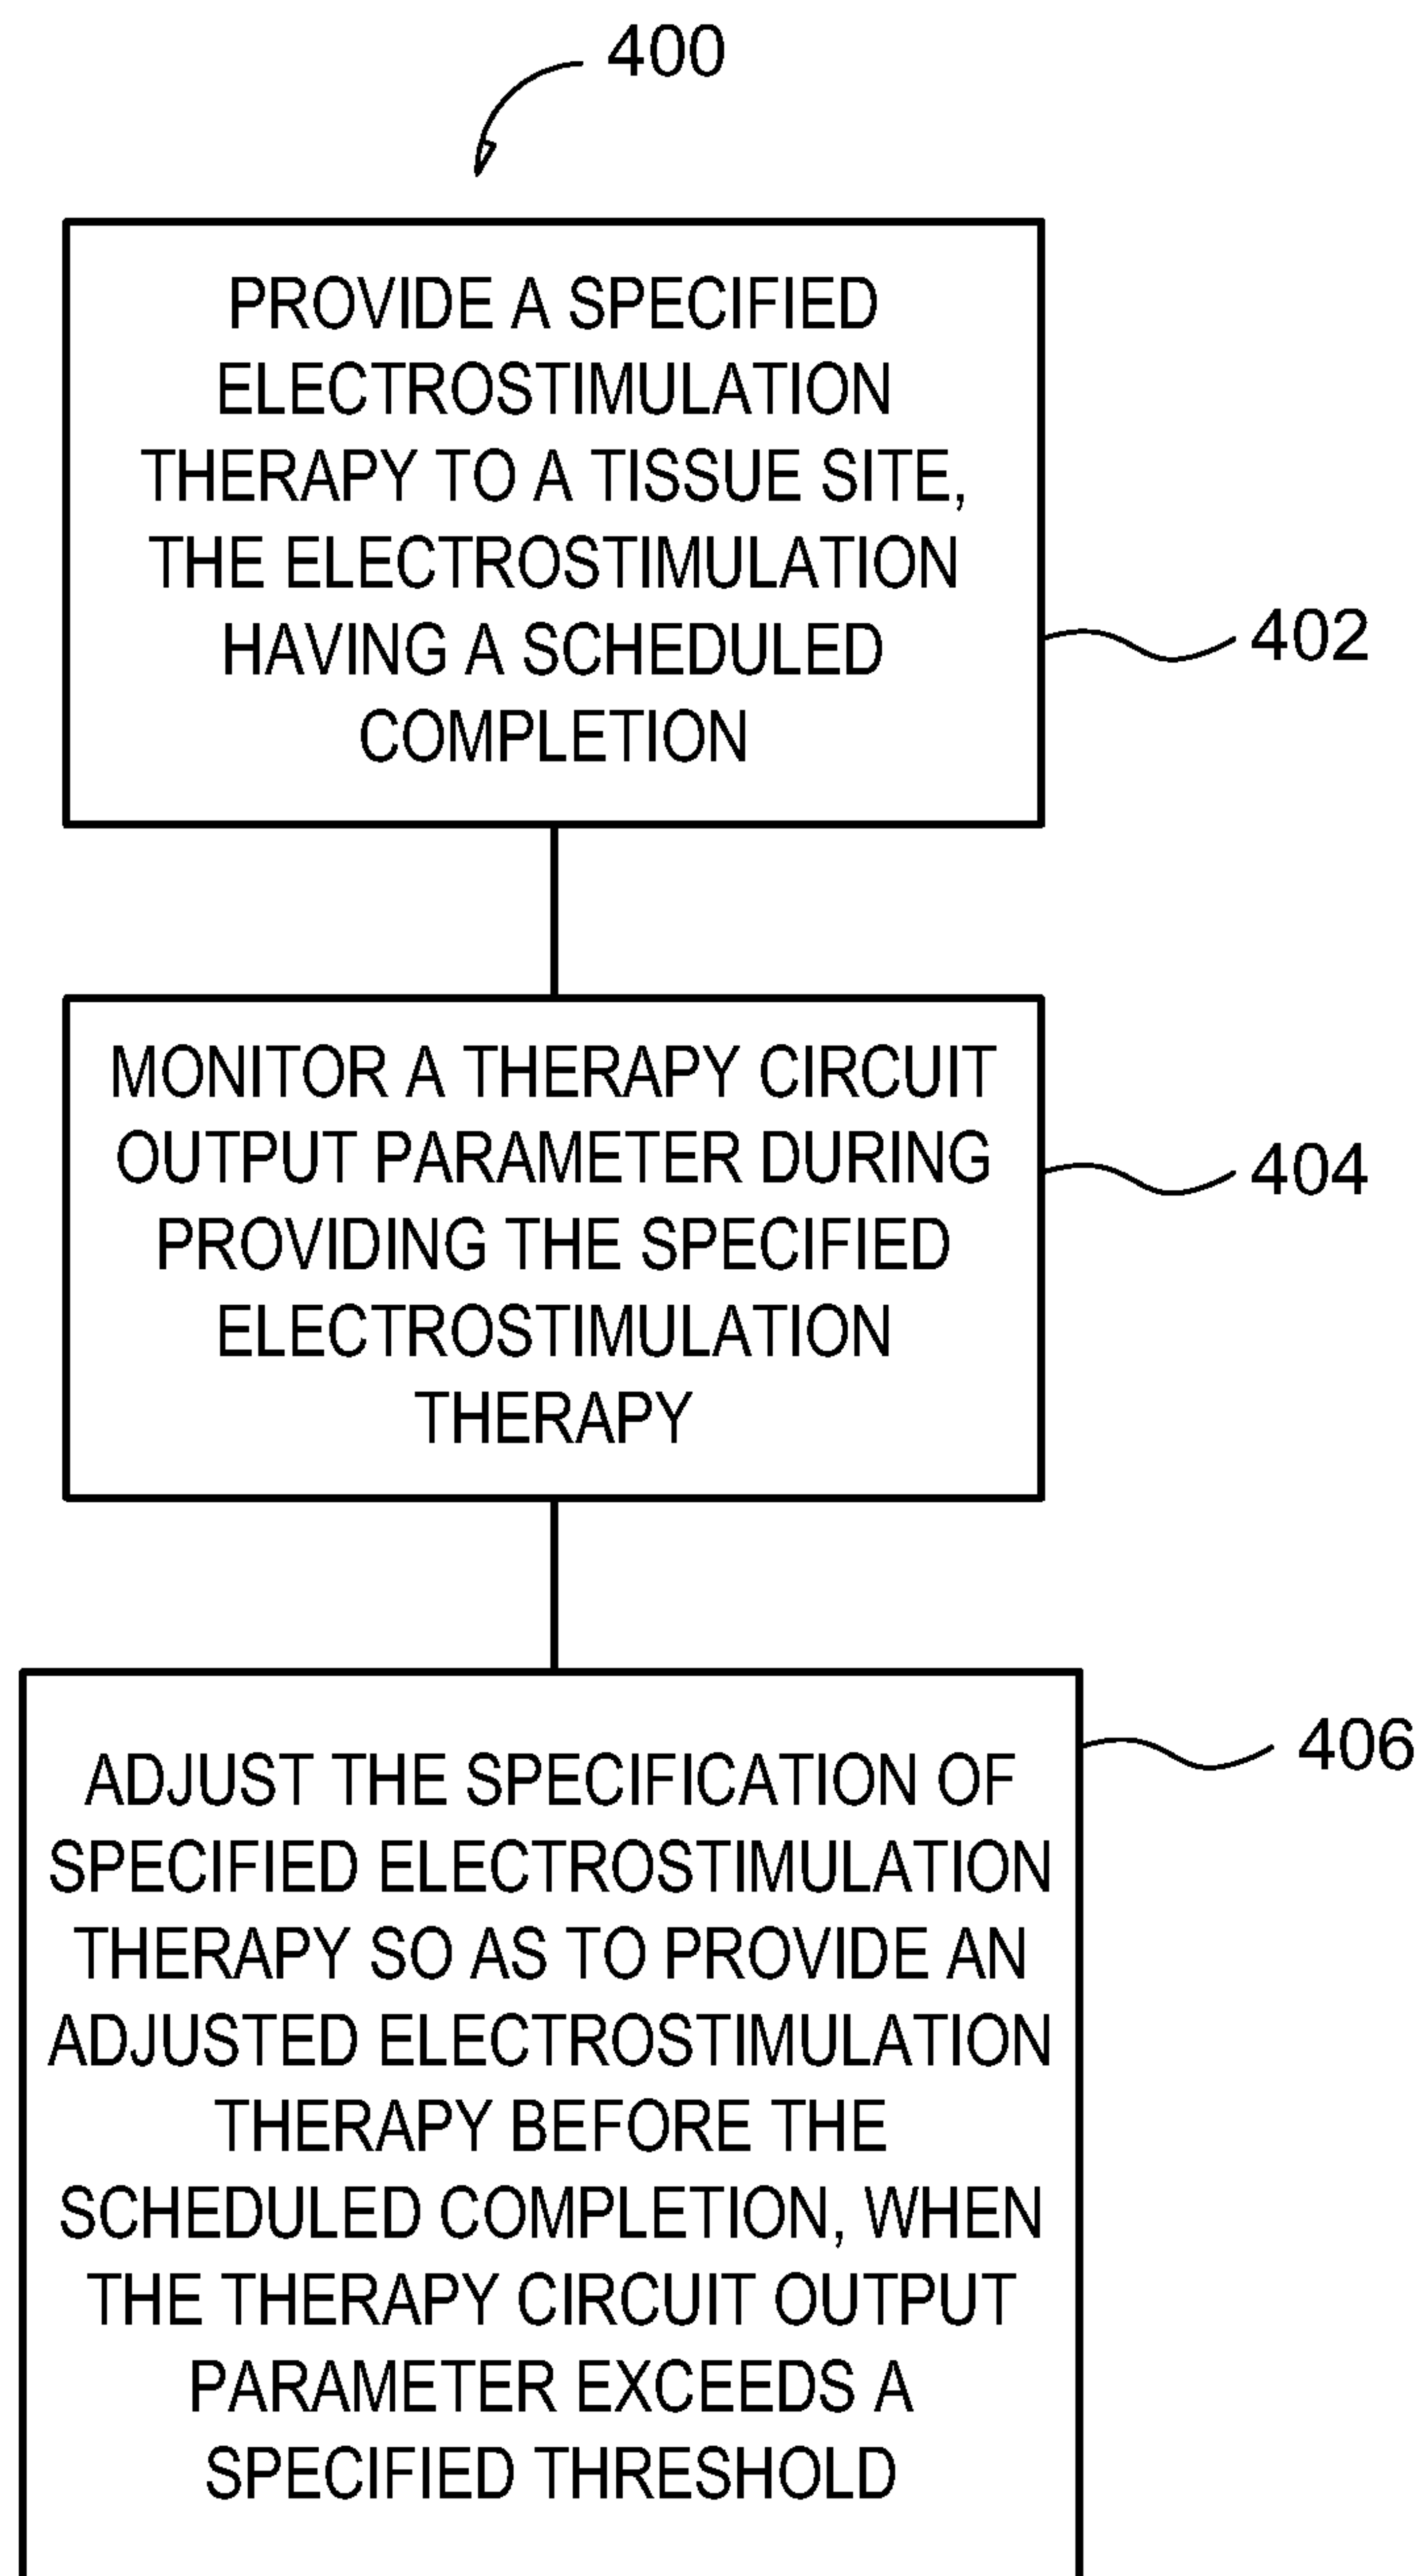 400
PROVIDE A SPECIFIED
ELECTROSTIMULATION
THERAPY TO A TISSUE SITE,
THE ELECTROSTIMULATION
HAVING A SCHEDULED
COMPLETION
402
MONITOR A THERAPY CIRCUIT
OUTPUT PARAMETER DURING
PROVIDING THE SPECIFIED
ELECTROSTIMULATION
THERAPY
404
ADJUST THE SPECIFICATION OF
SPECIFIED ELECTROSTIMULATION
THERAPY SO AS TO PROVIDE AN
ADJUSTED ELECTROSTIMULATION
THERAPY BEFORE THE
SCHEDULED COMPLETION, WHEN
THE THERAPY CIRCUIT OUTPUT
PARAMETER EXCEEDS A
SPECIFIED THRESHOLD
406